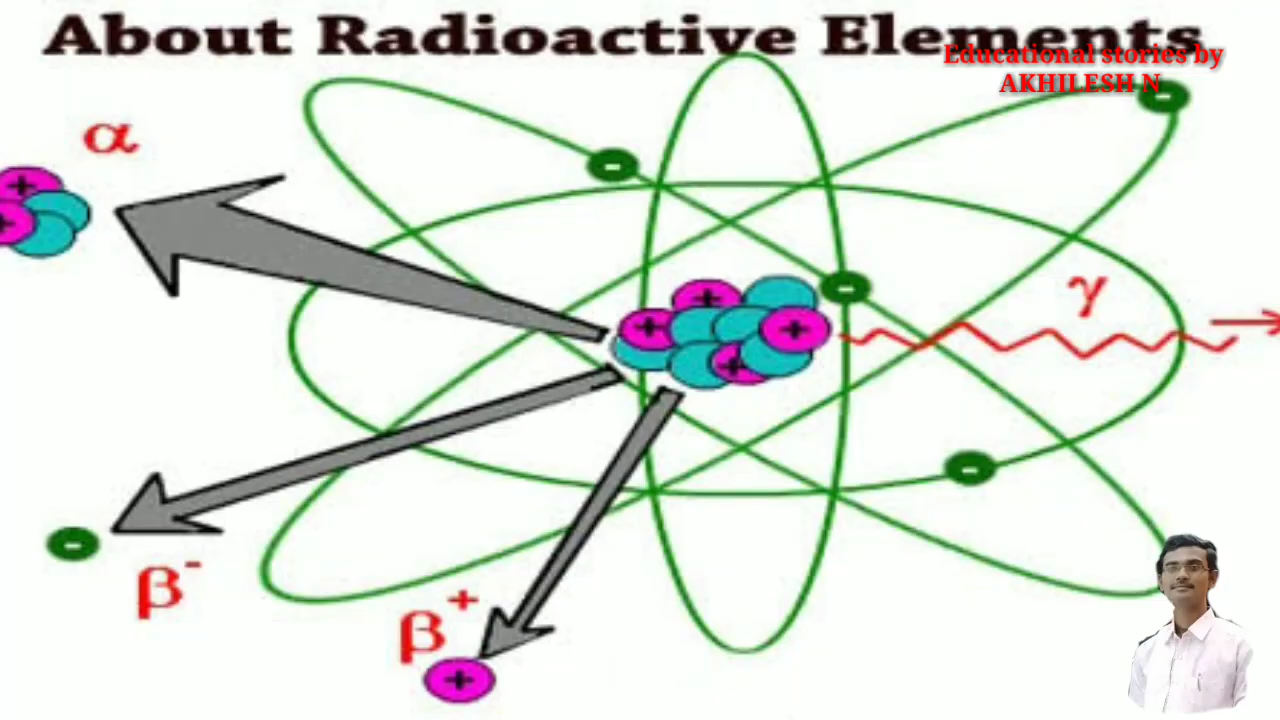 About Radioactive Elements
Educational stories by
AKHILESH N
α
+
+
-
-
-
γ
+
+
+
+
-
-
β-
β+
+